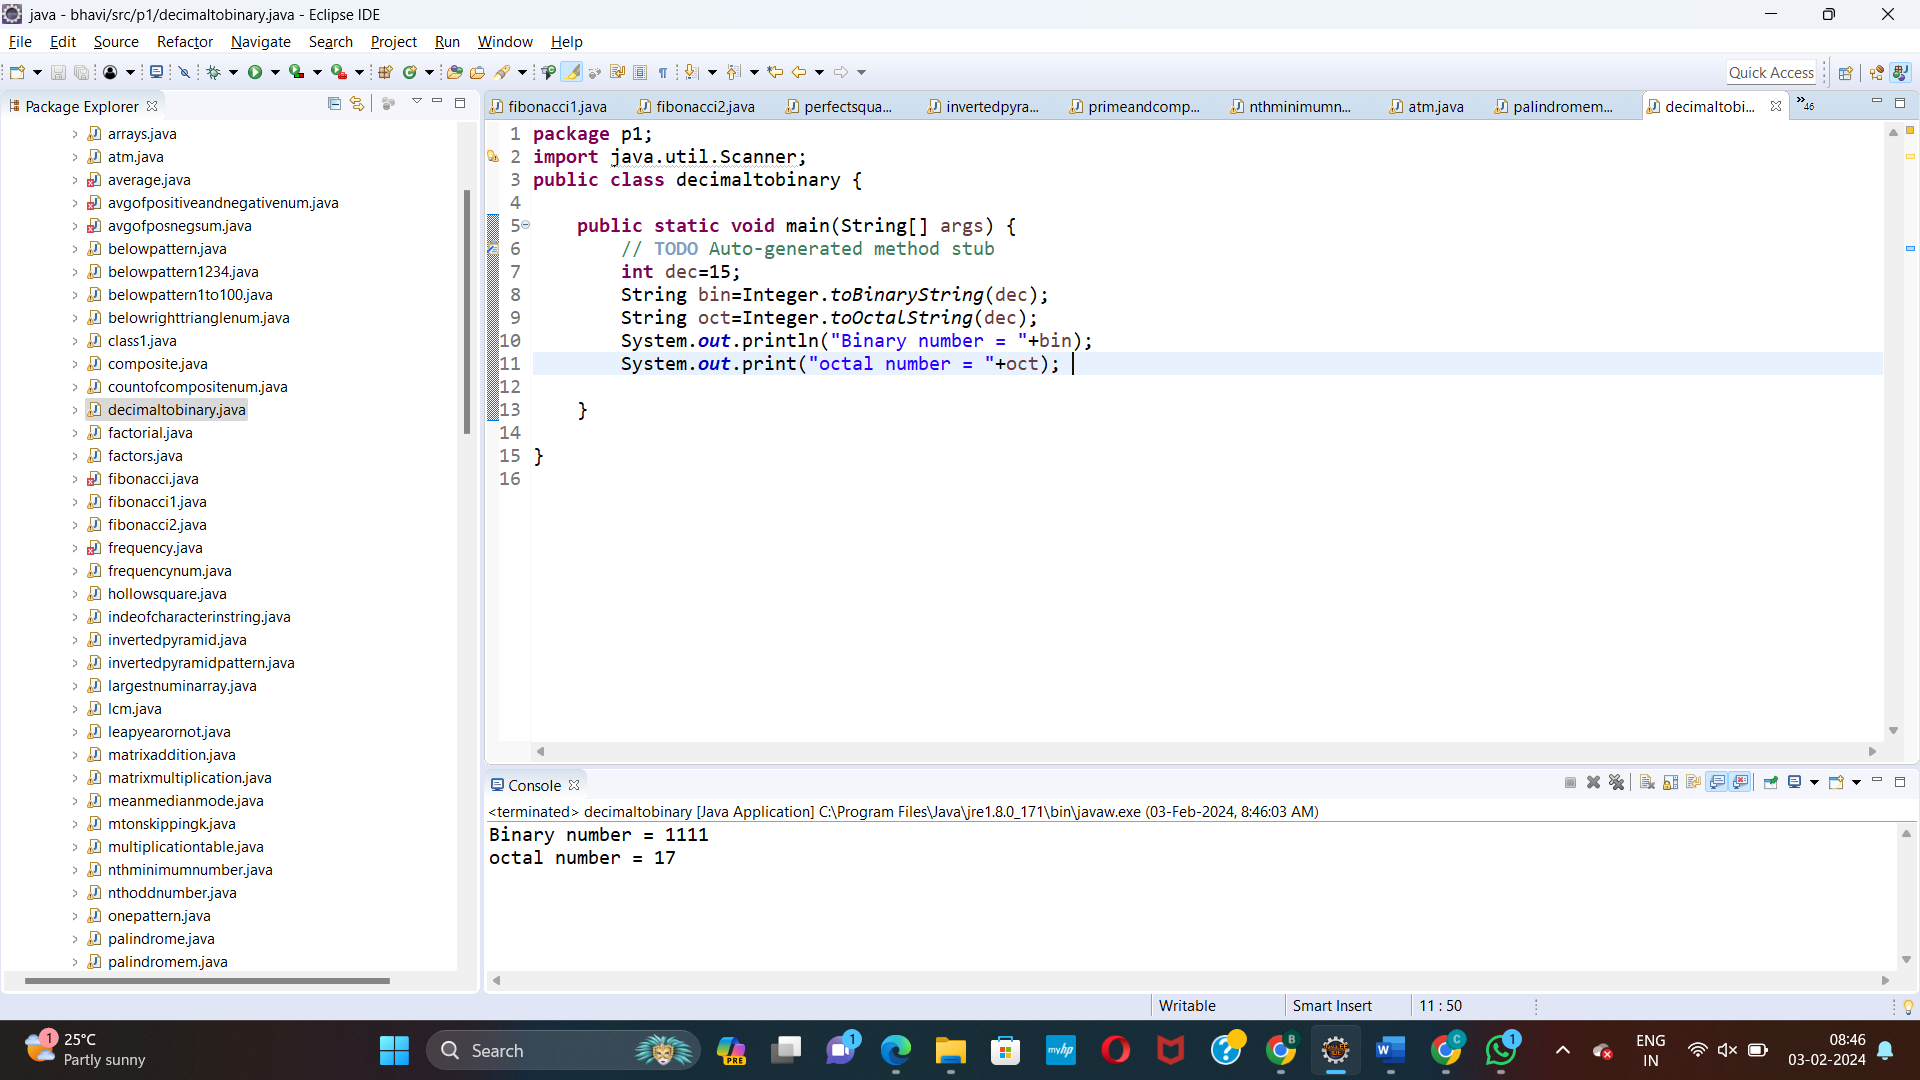 java - bhavi/src/p1/decimaltobinary.java - Eclipse IDE
File Edit Source Refactor Navigate Search Project Run Window Help
Quick Access
Package Explorer
fibonacci1.java fibonacci2.java perfectsqua... invertedpyra... primeandcomp... nthminimumn... atm.java palindromem... decimaltobi... »46
arrays.java
atm.java
average.java
avgofpositiveandnegativenum.java
avgofposnegsum.java
belowpattern.java
belowpattern1234.java
belowpattern1to100.java
belowrighttrianglenum.java
class1.java
composite.java
countofcompositenum.java
decimaltobinary.java
factorial.java
factors.java
fibonacci.java
fibonacci1.java
fibonacci2.java
frequency.java
frequencynum.java
hollowsquare.java
indeofcharacterinstring.java
invertedpyramid.java
invertedpyramidpattern.java
largestnuminarray.java
lcm.java
leapyearornot.java
matrixaddition.java
matrixmultiplication.java
meanmedianmode.java
mtonskippingk.java
multiplicationtable.java
nthminimumnumber.java
nthoddnumber.java
onepattern.java
palindrome.java
palindromem.java
1 package p1;
2 import java.util.Scanner;
3 public class decimaltobinary {
4
5 public static void main(String[] args) {
6 // TODO Auto-generated method stub
7 int dec=15;
8 String bin=Integer.toBinaryString(dec);
9 String oct=Integer.toOctalString(dec);
10 System.out.println("Binary number = "+bin);
11 System.out.print("octal number = "+oct);
12
13 }
14
15 }
16
Console
<terminated> decimaltobinary [Java Application] C:\Program Files\Java\jre1.8.0_171\bin\javaw.exe (03-Feb-2024, 8:46:03 AM)
Binary number = 1111
octal number = 17
Writable Smart Insert 11 : 50
1 25°C
Partly sunny
Search
PRE
1
myhp
B
JavaEE
IDE
W
C
1
ENG
IN
08:46
03-02-2024